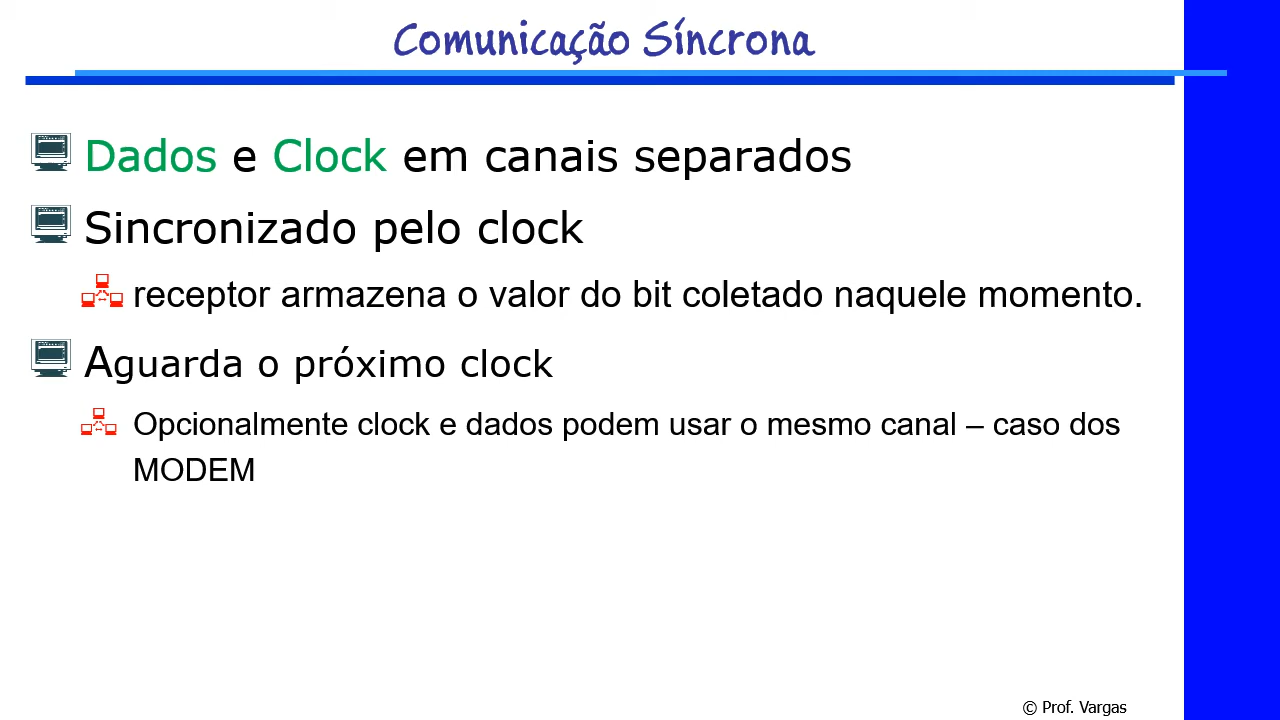 Comunicação Síncrona
Dados e Clock em canais separados
Sincronizado pelo clock
receptor armazena o valor do bit coletado naquele momento.
Aguarda o próximo clock
Opcionalmente clock e dados podem usar o mesmo canal – caso dos
MODEM
© Prof. Vargas